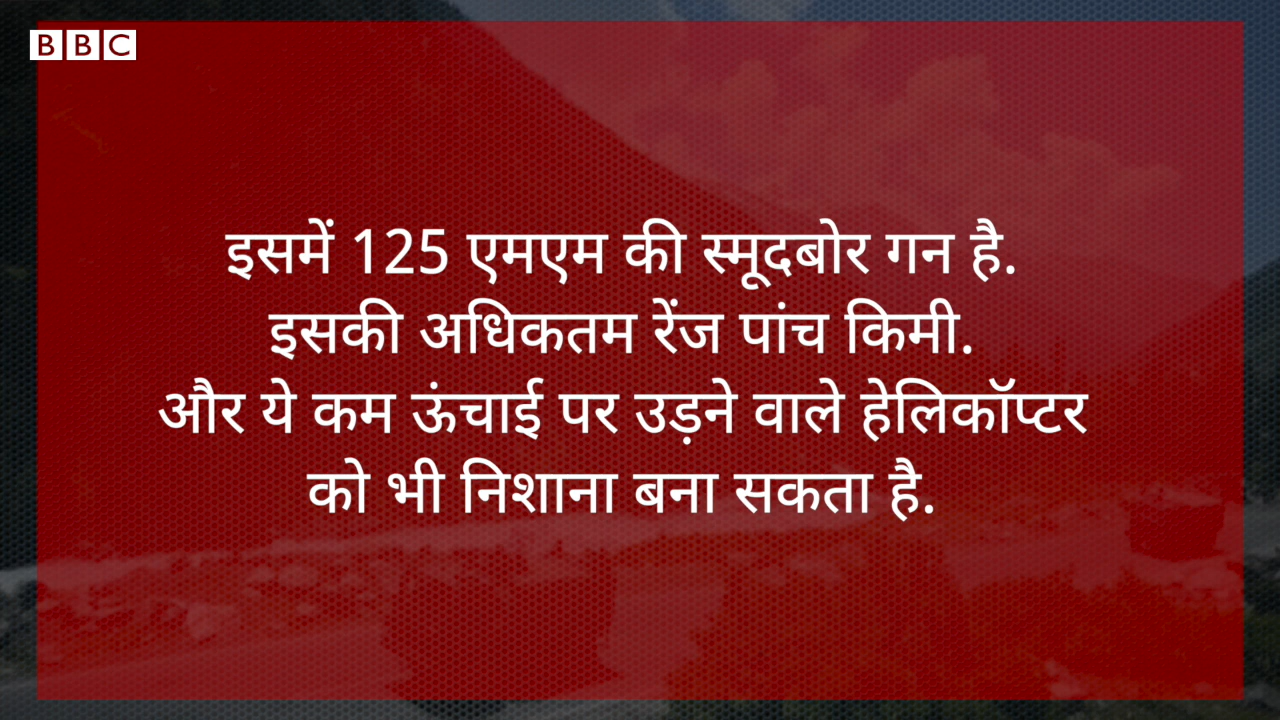 BBC
इसमें 125 एमएम की स्मूदबोर गन है.
इसकी अधिकतम रेंज पांच किमी.
और ये कम ऊंचाई पर उड़ने वाले हेलिकॉप्टर
को भी निशाना बना सकता है.